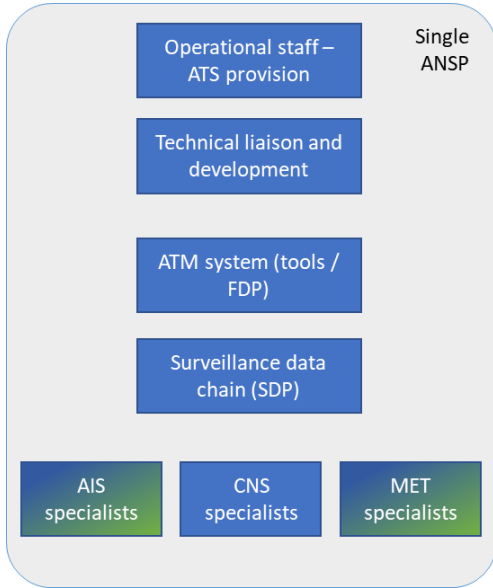 Single
ANSP
Operational staff –
ATS provision
Technical liaison and
development
ATM system (tools /
FDP)
Surveillance data
chain (SDP)
AIS
specialists
CNS
specialists
MET
specialists